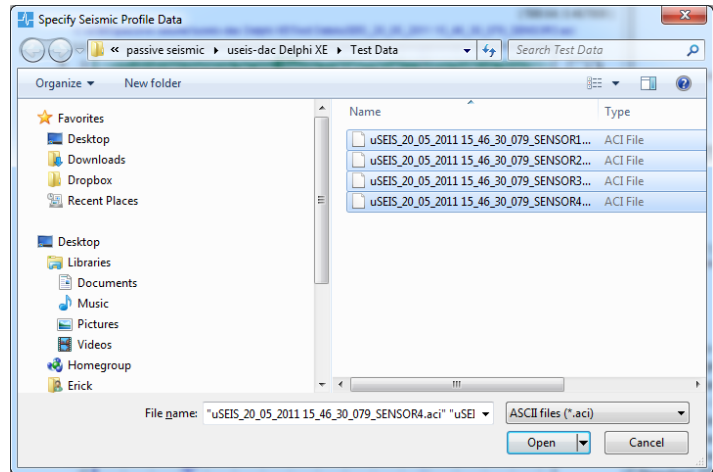 Specify Seismic Profile Data
« passive seismic ▸ useis-dac Delphi XE ▸ Test Data
Search Test Data
Organize ▾ New folder
Favorites
Desktop
Downloads
Dropbox
Recent Places
Desktop
Libraries
Documents
Music
Pictures
Videos
Homegroup
Erick
Name Type
uSEIS_20_05_2011 15_46_30_079_SENSOR1... ACI File
uSEIS_20_05_2011 15_46_30_079_SENSOR2... ACI File
uSEIS_20_05_2011 15_46_30_079_SENSOR3... ACI File
uSEIS_20_05_2011 15_46_30_079_SENSOR4... ACI File
File name: "uSEIS_20_05_2011 15_46_30_079_SENSOR4.aci" "uSEI
ASCII files (*.aci)
Open Cancel